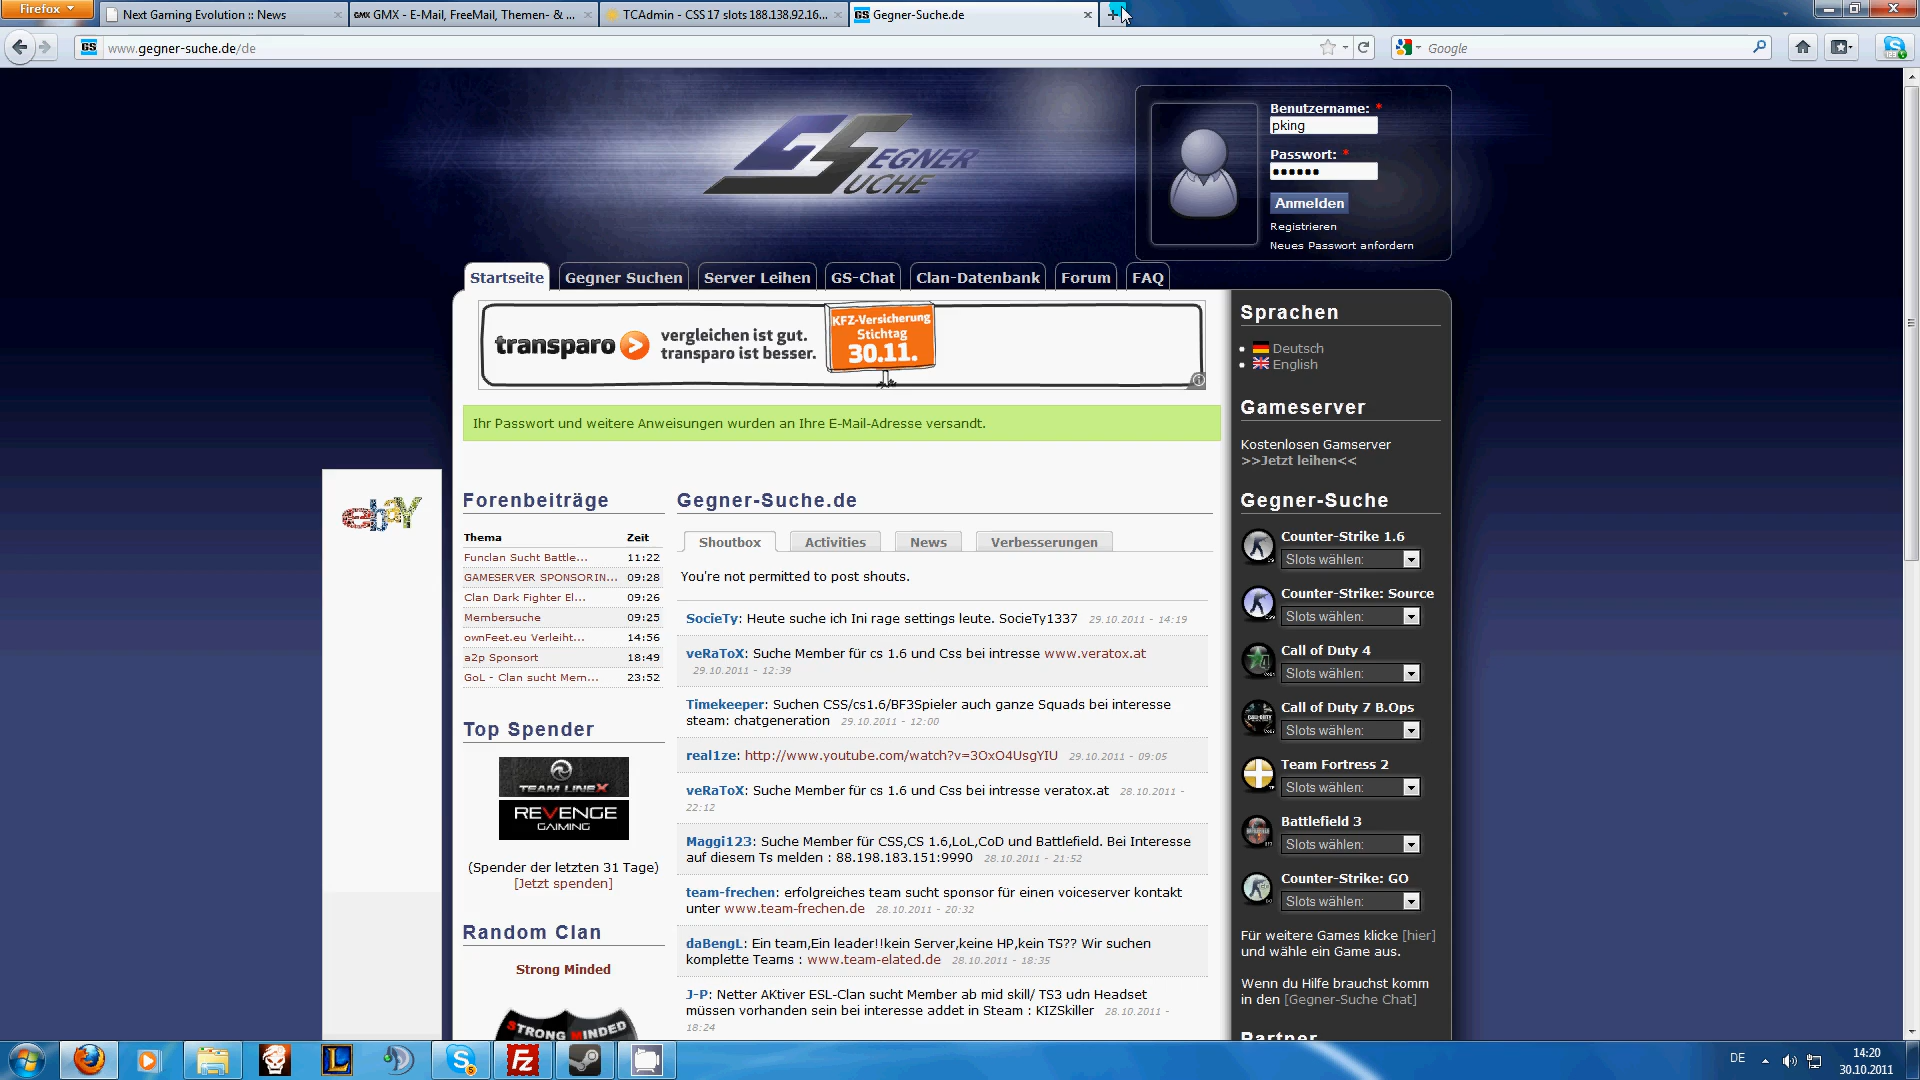 Firefox
Next Gaming Evolution :: News
GMX GMX - E-Mail, FreeMail, Themen- & ...
TCAdmin - CSS 17 slots 188.138.92.16...
GS Gegner-Suche.de
GS www.gegner-suche.de/de
Google
GS EGNER
UCHE
Benutzername: *
pking
Passwort: *
Anmelden
Registrieren
Neues Passwort anfordern
Startseite
Gegner Suchen
Server Leihen
GS-Chat
Clan-Datenbank
Forum
FAQ
transparo
vergleichen ist gut.
transparo ist besser.
KFZ-Versicherung
Stichtag
30.11.
Ihr Passwort und weitere Anweisungen wurden an Ihre E-Mail-Adresse versandt.
ebaY
Forenbeiträge
Thema Zeit
Funclan Sucht Battle... 11:22
GAMESERVER SPONSORIN... 09:28
Clan Dark Fighter El... 09:26
Membersuche 09:25
ownFeet.eu Verleiht... 14:56
a2p Sponsort 18:49
GoL - Clan sucht Mem... 23:52
Top Spender
TEAM LINEX
REVENGE
GAIMING
(Spender der letzten 31 Tage)
[Jetzt spenden]
Random Clan
Strong Minded
STRONG MINDED
Gegner-Suche.de
Shoutbox
Activities
News
Verbesserungen
You're not permitted to post shouts.
SocieTy: Heute suche ich Ini rage settings leute. SocieTy1337 29.10.2011 - 14:19
veRaToX: Suche Member für cs 1.6 und Css bei intresse www.veratox.at
29.10.2011 - 12:39
Timekeeper: Suchen CSS/cs1.6/BF3Spieler auch ganze Squads bei interesse
steam: chatgeneration 29.10.2011 - 12:00
real1ze: http://www.youtube.com/watch?v=3OxO4UsgYIU 29.10.2011 - 09:05
veRaToX: Suche Member für cs 1.6 und Css bei intresse veratox.at 28.10.2011 -
22:12
Maggi123: Suche Member für CSS,CS 1.6,LoL,CoD und Battlefield. Bei Interesse
auf diesem Ts melden : 88.198.183.151:9990 28.10.2011 - 21:52
team-frechen: erfolgreiches team sucht sponsor für einen voiceserver kontakt
unter www.team-frechen.de 28.10.2011 - 20:32
daBengL: Ein team,Ein leader!!kein Server,keine HP,kein TS?? Wir suchen
komplette Teams : www.team-elated.de 28.10.2011 - 18:35
J-P: Netter AKtiver ESL-Clan sucht Member ab mid skill/ TS3 udn Headset
müssen vorhanden sein bei interesse addet in Steam : KIZSkiller 28.10.2011 -
18:24
Sprachen
Deutsch
English
Gameserver
Kostenlosen Gamserver
>>Jetzt leihen<<
Gegner-Suche
Counter-Strike 1.6
Slots wählen:
Counter-Strike: Source
Slots wählen:
Call of Duty 4
Slots wählen:
Call of Duty 7 B.Ops
Slots wählen:
Team Fortress 2
Slots wählen:
Battlefield 3
Slots wählen:
Counter-Strike: GO
Slots wählen:
Für weitere Games klicke [hier]
und wähle ein Game aus.
Wenn du Hilfe brauchst komm
in den [Gegner-Suche Chat]
Partner
DE
14:20
30.10.2011